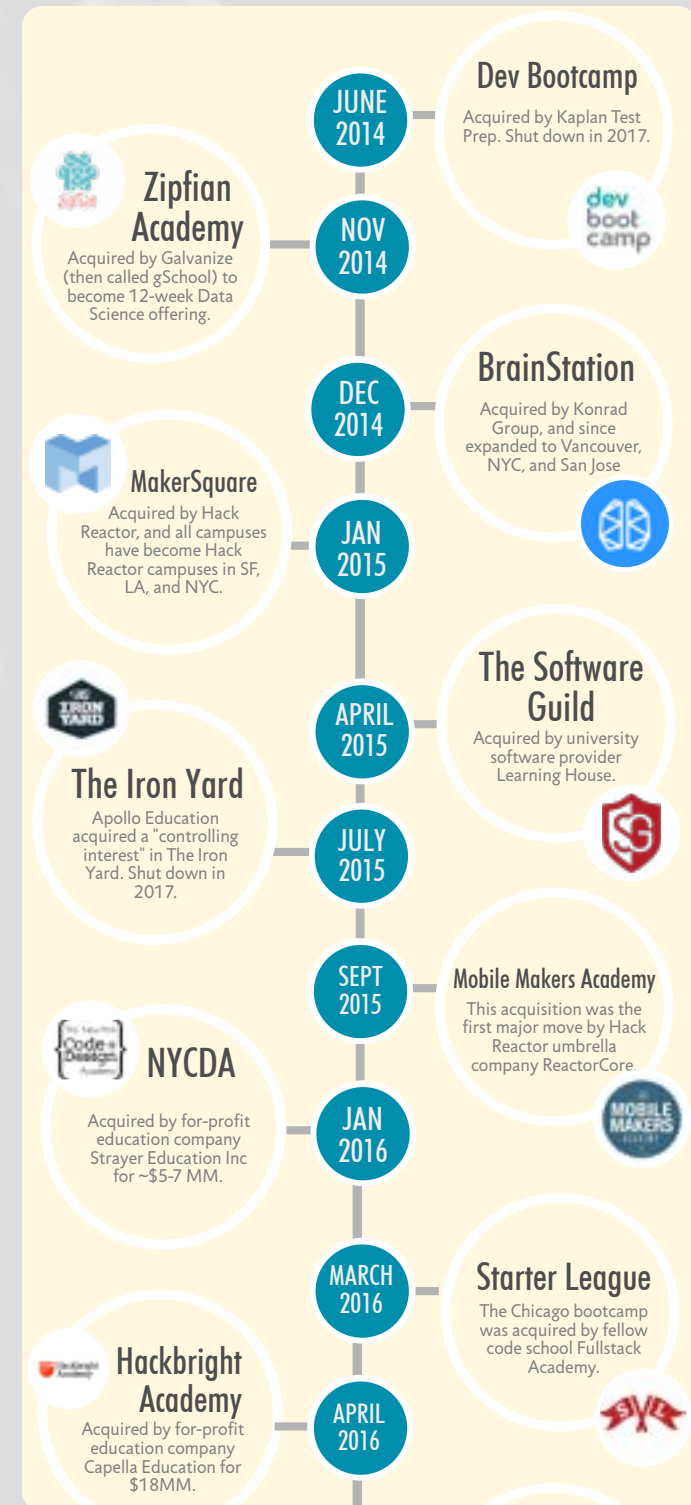 JUNE
2014
Dev Bootcamp
Acquired by Kaplan Test
Prep. Shut down in 2017.
dev
boot
camp
Zipfian
Academy
Acquired by Galvanize
(then called gSchool) to
become 12-week Data
Science offering.
zipfian
NOV
2014
DEC
2014
BrainStation
Acquired by Konrad
Group, and since
expanded to Vancouver,
NYC, and San Jose
MakerSquare
Acquired by Hack
Reactor, and all campuses
have become Hack
Reactor campuses in SF,
LA, and NYC.
JAN
2015
APRIL
2015
The Software
Guild
Acquired by university
software provider
Learning House.
SG
THE
IRON
YARD
The Iron Yard
Apollo Education
acquired a "controlling
interest" in The Iron
Yard. Shut down in
2017.
JULY
2015
SEPT
2015
Mobile Makers Academy
This acquisition was the
first major move by Hack
Reactor umbrella
company ReactorCore.
MOBILE
MAKERS
Code+
Design
Academy
NYCDA
Acquired by for-profit
education company
Strayer Education Inc
for ~$5-7 MM.
JAN
2016
MARCH
2016
Starter League
The Chicago bootcamp
was acquired by fellow
code school Fullstack
Academy.
S L
Hackbright
Academy
Hackbright
Academy
Acquired by for-profit
education company
Capella Education for
$18MM.
APRIL
2016